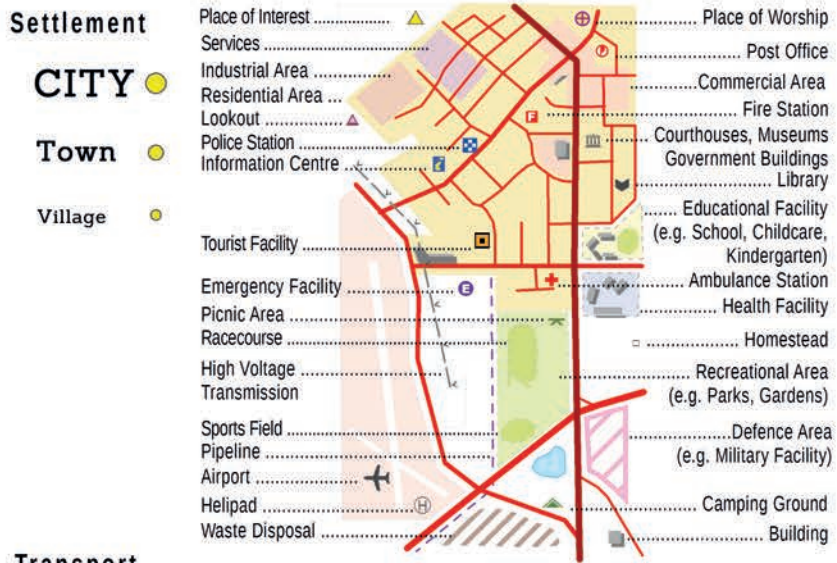 Settlement
CITY
Town
Village
Place of Interest
Services
Industrial Area
Residential Area
Lookout
Police Station
Information Centre
Tourist Facility
Emergency Facility
Picnic Area
Racecourse
High Voltage
Transmission
Sports Field
Pipeline
Airport
Helipad
Waste Disposal
P
F
E
H
Place of Worship
Post Office
Commercial Area
Fire Station
Courthouses, Museums
Government Buildings
Library
Educational Facility
(e.g. School, Childcare,
Kindergarten)
Ambulance Station
Health Facility
Homestead
Recreational Area
(e.g. Parks, Gardens)
Defence Area
(e.g. Military Facility)
Camping Ground
Building
Transport